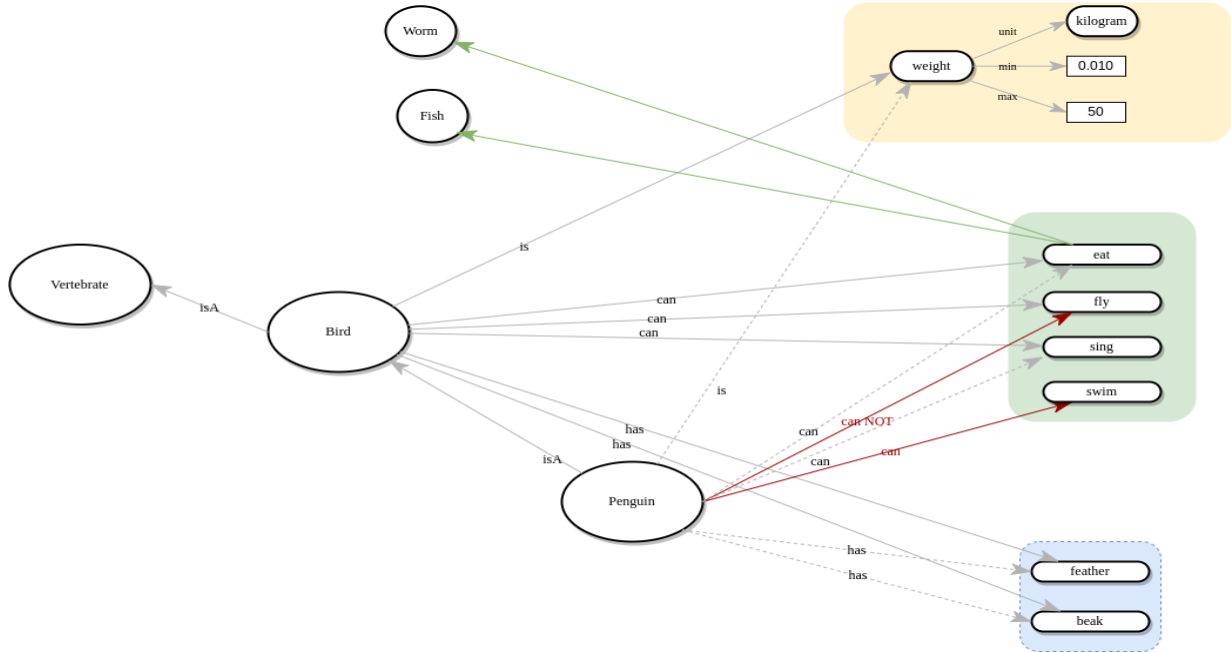 Worm
kilogram
unit
weight
min
0.010
max
50
Fish
is
eat
Vertebrate
isA
can
fly
can
Bird
can
sing
is
swim
can NOT
has
can
has
can
can
isA
Penguin
has
feather
has
beak